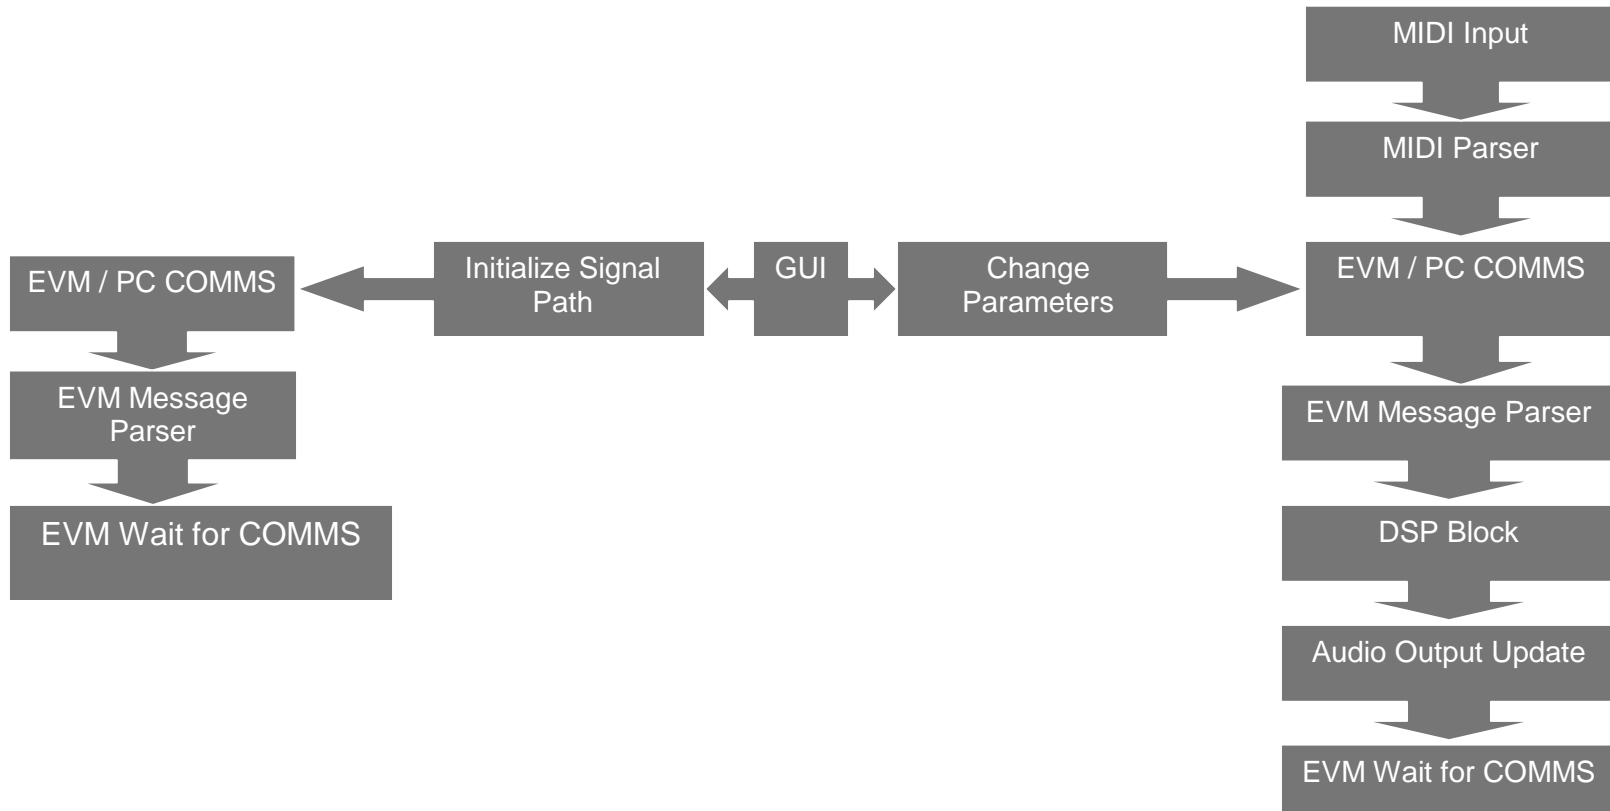 MIDI Input
MIDI Parser
EVM / PC COMMS
Initialize Signal
Path
GUI
Change
Parameters
EVM / PC COMMS
EVM Message
Parser
EVM Message Parser
EVM Wait for COMMS
DSP Block
Audio Output Update
EVM Wait for COMMS